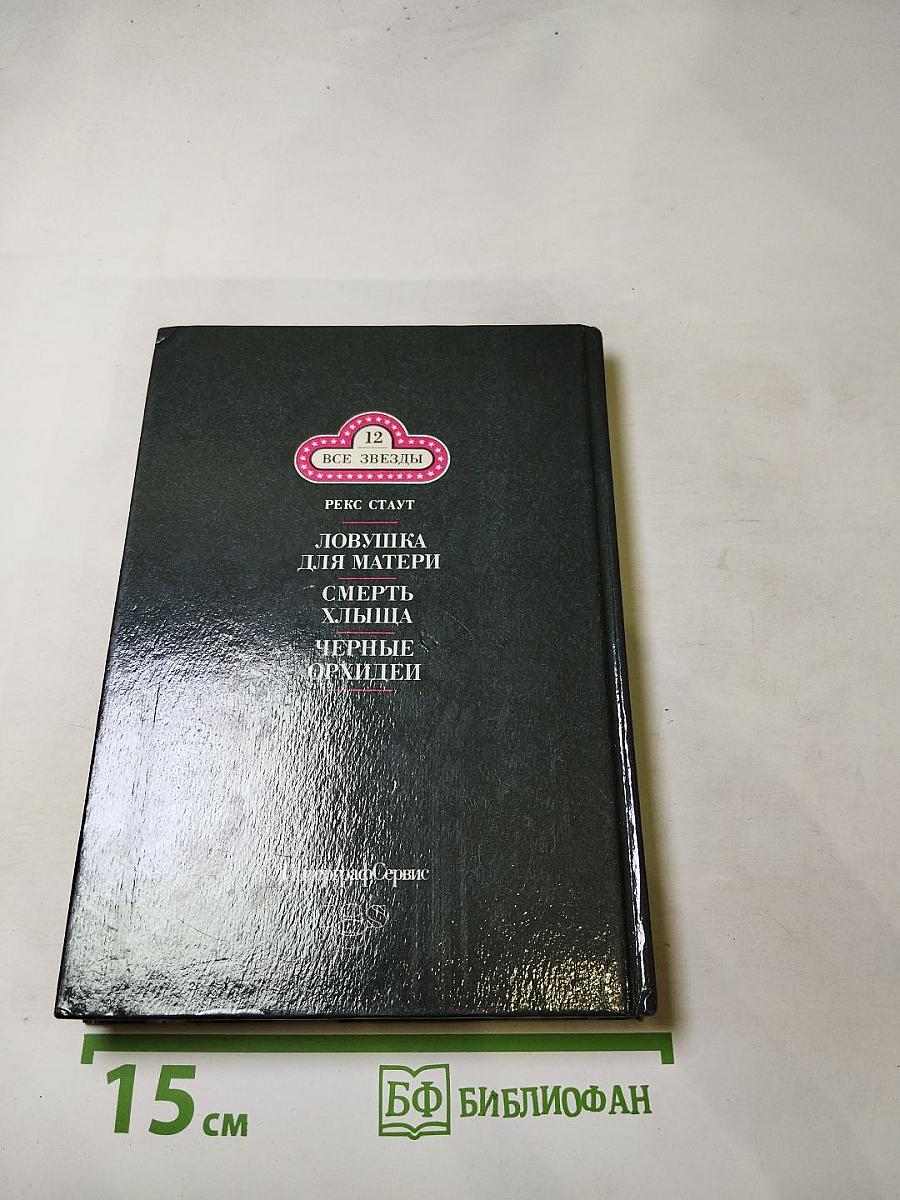 12
ВСЕ ЗВЕЗДЫ
РЕКС СТАУТ
ЛОВУШКА
ДЛЯ МАТЕРИ
СМЕРТЬ
ХЛЫЩА
ЧЕРНЫЕ
ОРХИДЕИ
15 см
БФ БИБЛИОФАН